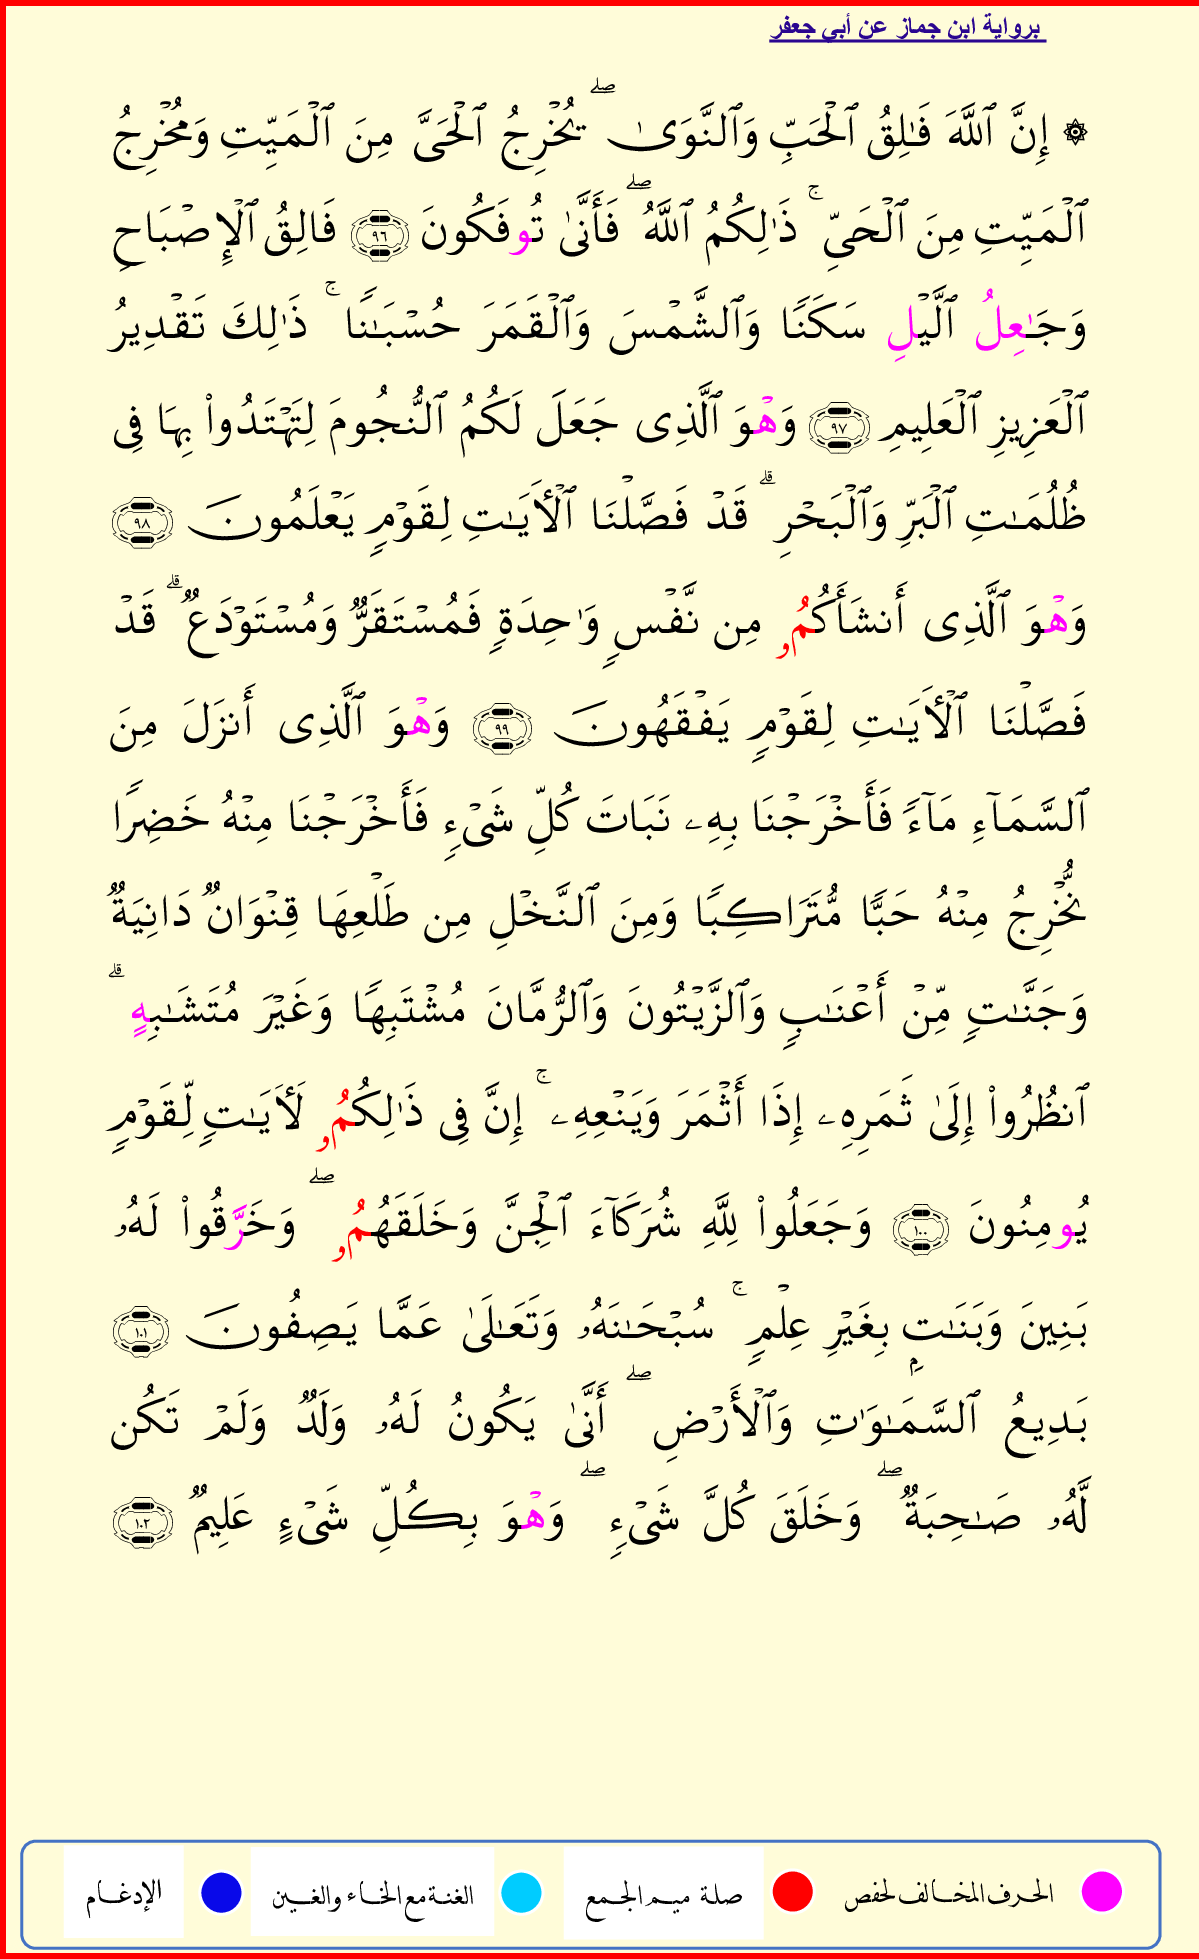 برواية ابن جماز عن أبي جعفر
۞ إِنَّ ٱللَّهَ فَٰلِقُ ٱلْحَبِّ وَٱلنَّوَىٰ ۖ يُخْرِجُ ٱلْحَىَّ مِنَ ٱلْمَيِّتِ وَمُخْرِجُ
ٱلْمَيِّتِ مِنَ ٱلْحَىِّ ۚ ذَٰلِكُمُ ٱللَّهُ ۖ فَأَنَّىٰ تُوفَكُونَ ٩٦ فَالِقُ ٱلْإِصْبَاحِ
وَجَٰعِلُ ٱلَّيْلِ سَكَنًا وَٱلشَّمْسَ وَٱلْقَمَرَ حُسْبَٰنًا ۚ ذَٰلِكَ تَقْدِيرُ
ٱلْعَزِيزِ ٱلْعَلِيمِ ٩٧ وَهْوَ ٱلَّذِى جَعَلَ لَكُمُ ٱلنُّجُومَ لِتَهْتَدُوا۟ بِهَا فِى
ظُلُمَٰتِ ٱلْبَرِّ وَٱلْبَحْرِ ۗ قَدْ فَصَّلْنَا ٱلْأَيَٰتِ لِقَوْمٍ يَعْلَمُونَ ٩٨
وَهْوَ ٱلَّذِى أَنشَأَكُمُۥ مِن نَّفْسٍ وَٰحِدَةٍ فَمُسْتَقَرٌّ وَمُسْتَوْدَعٌ ۗ قَدْ
فَصَّلْنَا ٱلْأَيَٰتِ لِقَوْمٍ يَفْقَهُونَ ٩٩ وَهْوَ ٱلَّذِى أَنزَلَ مِنَ
ٱلسَّمَآءِ مَآءً فَأَخْرَجْنَا بِهِۦ نَبَاتَ كُلِّ شَىْءٍ فَأَخْرَجْنَا مِنْهُ خَضِرًا
نُّخْرِجُ مِنْهُ حَبًّا مُّتَرَاكِبًا وَمِنَ ٱلنَّخْلِ مِن طَلْعِهَا قِنْوَانٌ دَانِيَةٌ
وَجَنَّٰتٍ مِّنْ أَعْنَابٍ وَٱلزَّيْتُونَ وَٱلرُّمَّانَ مُشْتَبِهًا وَغَيْرَ مُتَشَٰبِهٍ ۗ
ٱنظُرُوا۟ إِلَىٰ ثَمَرِهِۦ إِذَا أَثْمَرَ وَيَنْعِهِۦ ۚ إِنَّ فِى ذَٰلِكُمُۥ لَأَيَٰتٍ لِّقَوْمٍ
يُومِنُونَ ١٠٠ وَجَعَلُوا۟ لِلَّهِ شُرَكَآءَ ٱلْجِنَّ وَخَلَقَهُمُۥ ۖ وَخَرَّقُوا۟ لَهُۥ
بَنِينَ وَبَنَٰتٍۭ بِغَيْرِ عِلْمٍ ۚ سُبْحَٰنَهُۥ وَتَعَٰلَىٰ عَمَّا يَصِفُونَ ١٠١
بَدِيعُ ٱلسَّمَٰوَٰتِ وَٱلْأَرْضِ ۖ أَنَّىٰ يَكُونُ لَهُۥ وَلَدٌ وَلَمْ تَكُن
لَّهُۥ صَٰحِبَةٌ ۖ وَخَلَقَ كُلَّ شَىْءٍ ۖ وَهْوَ بِكُلِّ شَىْءٍ عَلِيمٌ ١٠٢
الحرف المخالف لحفص صلة ميم الجمع الغنة مع الخاء والغين الإدغام